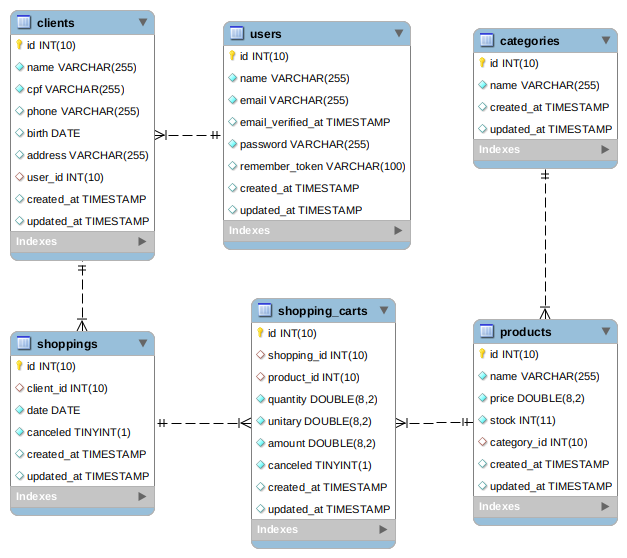 clients
id INT(10)
name VARCHAR(255)
cpf VARCHAR(255)
phone VARCHAR(255)
birth DATE
address VARCHAR(255)
user_id INT(10)
created_at TIMESTAMP
updated_at TIMESTAMP
Indexes
users
id INT(10)
name VARCHAR(255)
email VARCHAR(255)
email_verified_at TIMESTAMP
password VARCHAR(255)
remember_token VARCHAR(100)
created_at TIMESTAMP
updated_at TIMESTAMP
Indexes
categories
id INT(10)
name VARCHAR(255)
created_at TIMESTAMP
updated_at TIMESTAMP
Indexes
shoppings
id INT(10)
client_id INT(10)
date DATE
canceled TINYINT(1)
created_at TIMESTAMP
updated_at TIMESTAMP
Indexes
shopping_carts
id INT(10)
shopping_id INT(10)
product_id INT(10)
quantity DOUBLE(8,2)
unitary DOUBLE(8,2)
amount DOUBLE(8,2)
canceled TINYINT(1)
created_at TIMESTAMP
updated_at TIMESTAMP
Indexes
products
id INT(10)
name VARCHAR(255)
price DOUBLE(8,2)
stock INT(11)
category_id INT(10)
created_at TIMESTAMP
updated_at TIMESTAMP
Indexes